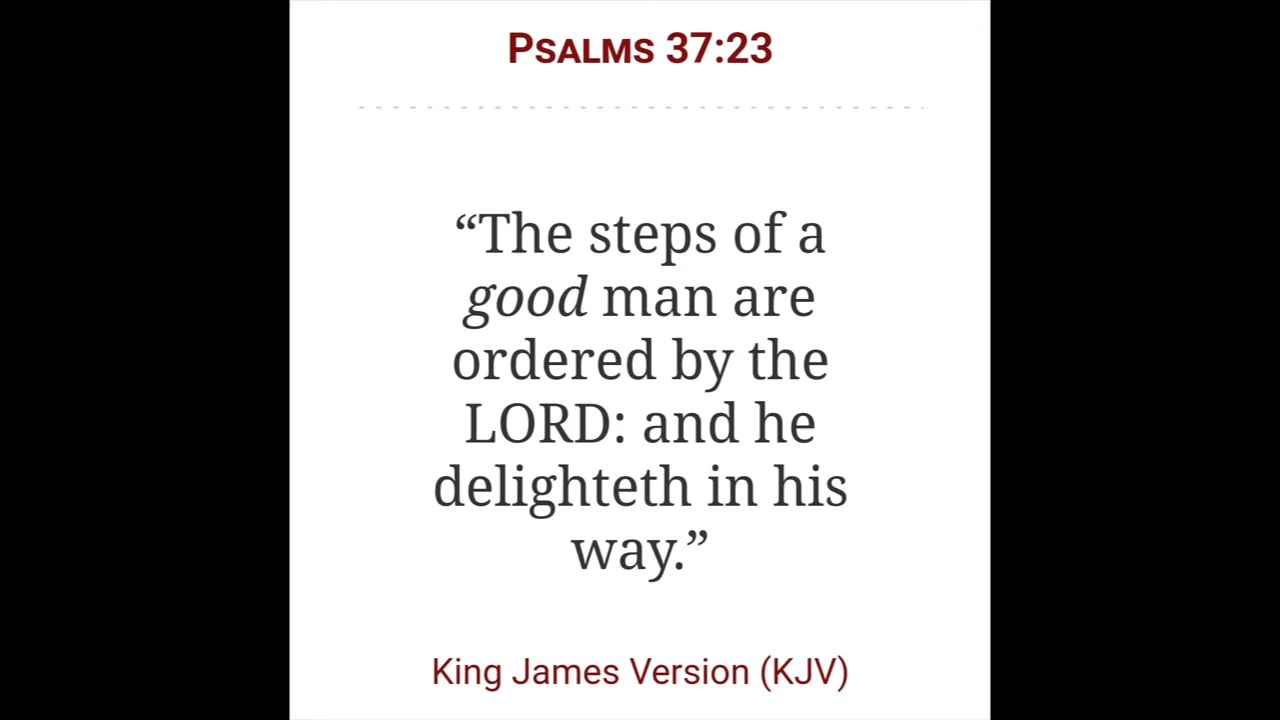 PSALMS 37:23
“The steps of a
good man are
ordered by the
LORD: and he
delighteth in his
way.”
King James Version (KJV)